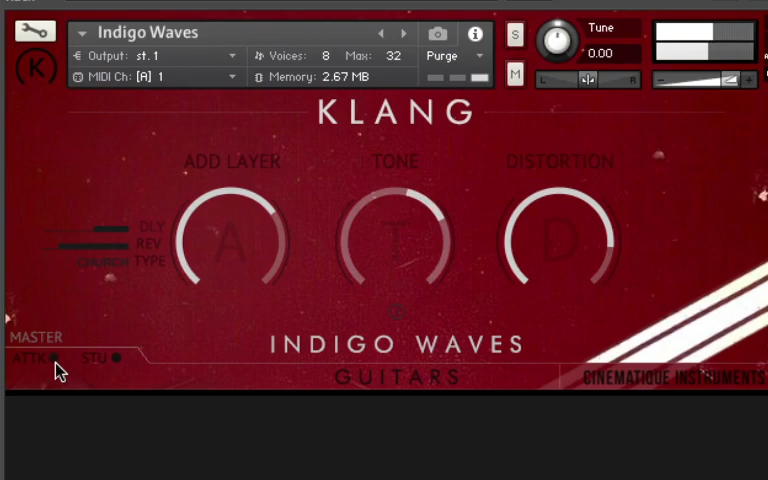 Indigo Waves
S
Tune
Output: st. 1
Voices: 8 Max: 32
Purge
0.00
K
MIDI Ch: [A] 1
Memory: 2.67 MB
M
L
R
KLANG
ADD LAYER
TONE
DISTORTION
DLY
REV
CHURCH TYPE
A
T
D
MASTER
INDIGO WAVES
ATTK
STU
GUITARS
CINEMATIQUE INSTRUMENTS